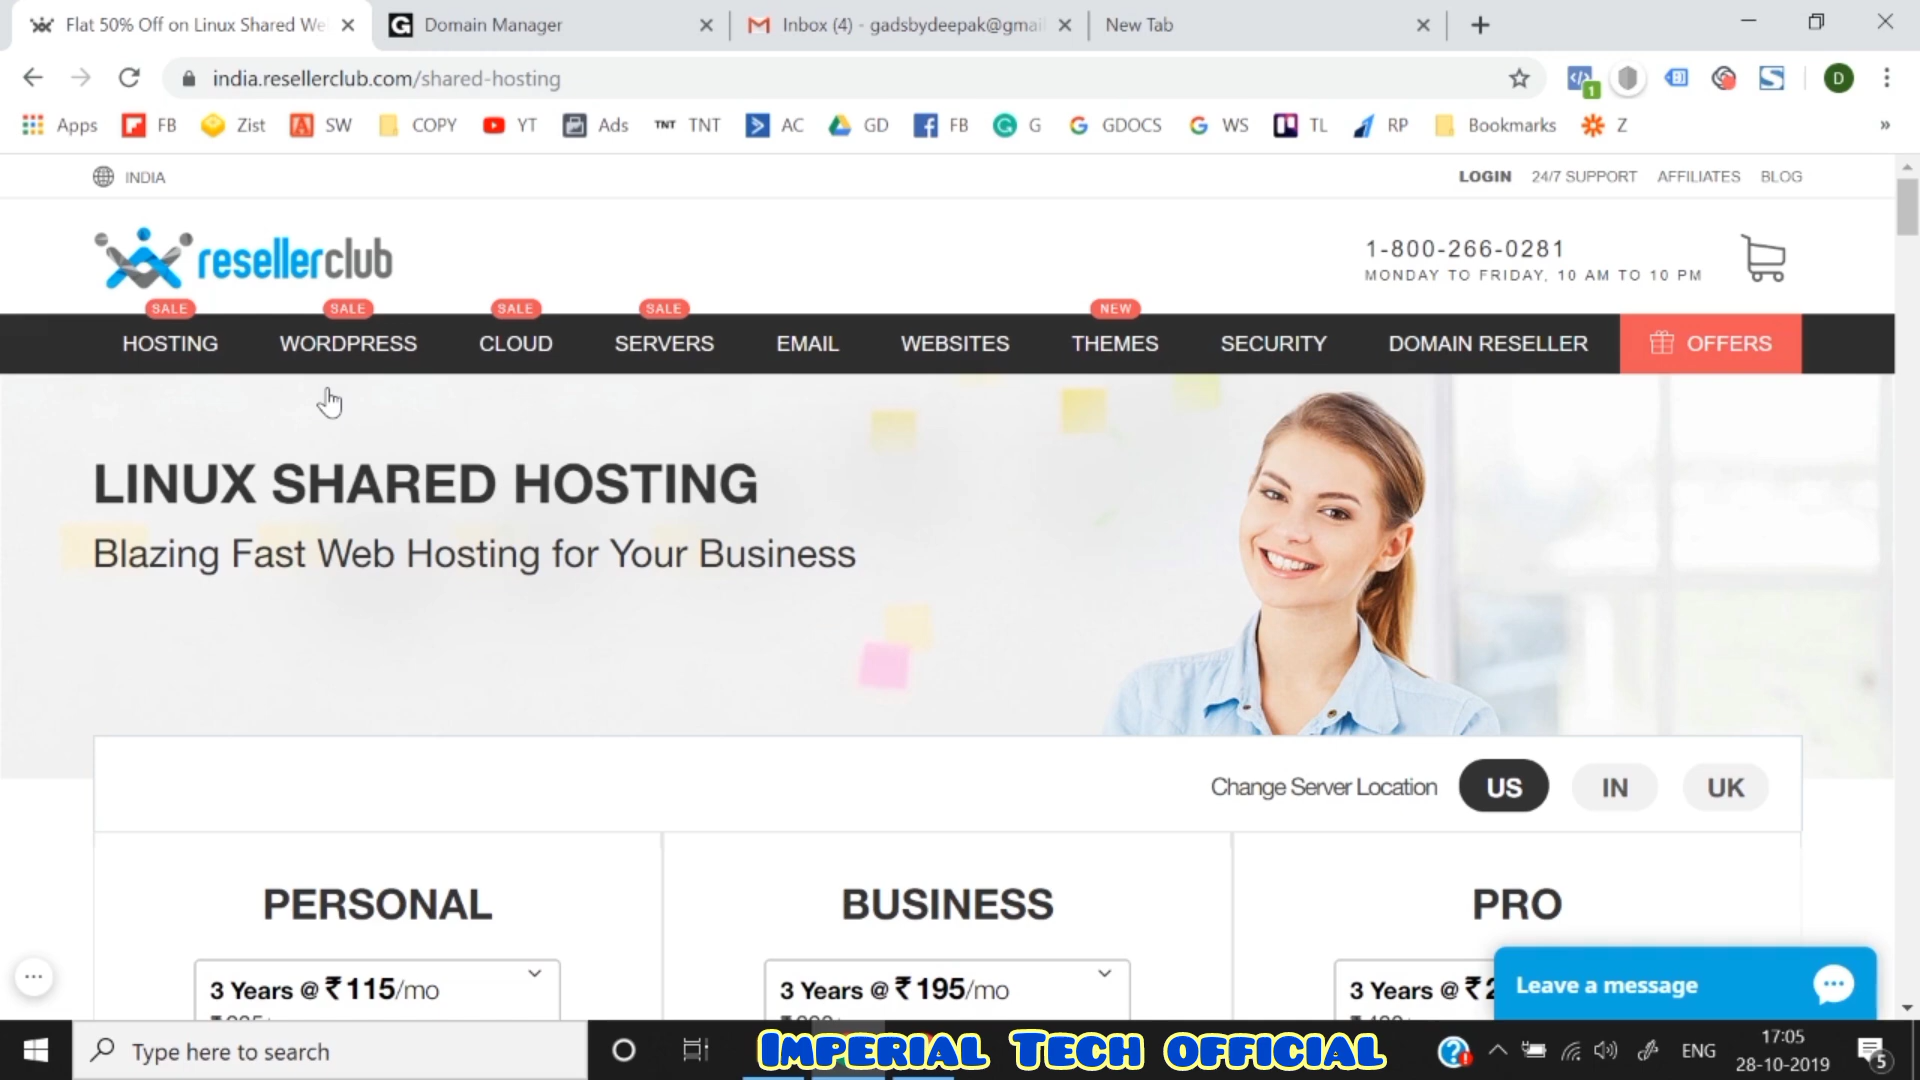 Flat 50% Off on Linux Shared We
Domain Manager
Inbox (4) - gadsbydeepak@gmai
New Tab
india.resellerclub.com/shared-hosting
D
Apps FB Zist SW COPY YT Ads TNT TNT AC GD FB G GDOCS WS TL RP Bookmarks Z »
INDIA
LOGIN 24/7 SUPPORT AFFILIATES BLOG
resellerclub
1-800-266-0281
MONDAY TO FRIDAY, 10 AM TO 10 PM
SALE SALE SALE SALE NEW
HOSTING WORDPRESS CLOUD SERVERS EMAIL WEBSITES THEMES SECURITY DOMAIN RESELLER OFFERS
LINUX SHARED HOSTING
Blazing Fast Web Hosting for Your Business
Change Server Location US IN UK
PERSONAL BUSINESS PRO
3 Years @ ₹115/mo 3 Years @ ₹195/mo 3 Years @ ₹2
Leave a message
Type here to search
Imperial Tech Official
ENG
17:05
28-10-2019
5